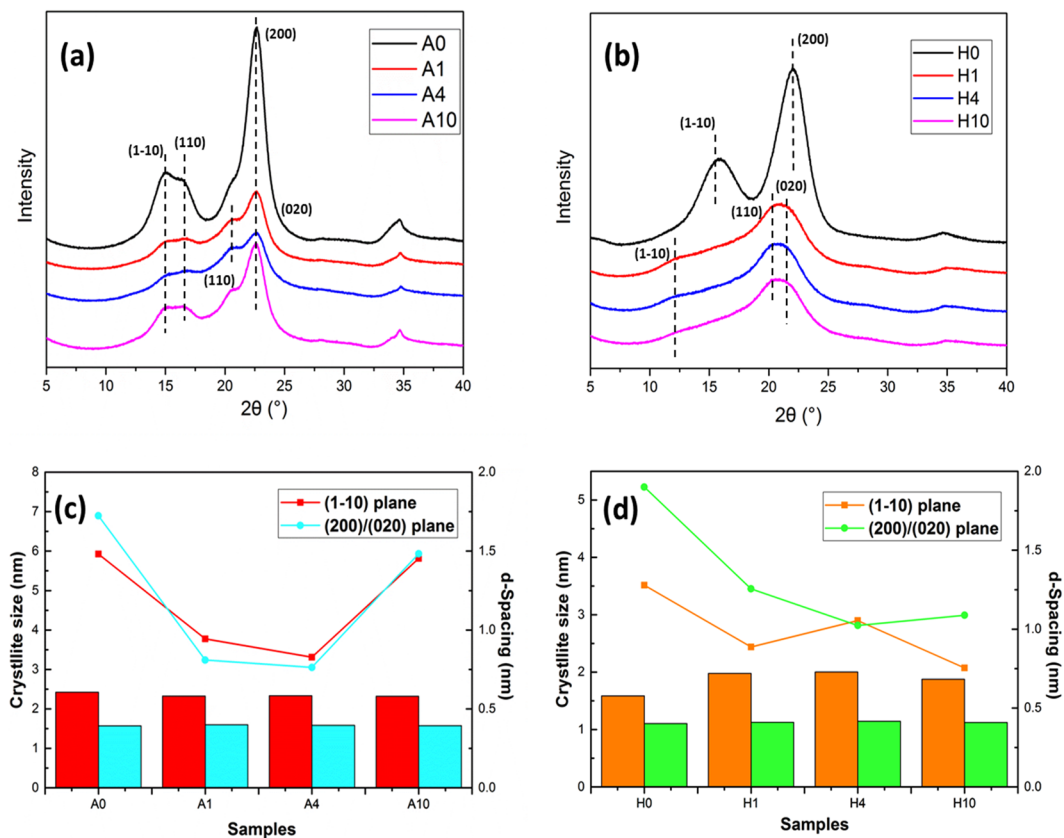 (a)
(200)
A0
A1
A4
A10
(1-10)
(110)
(020)
(110)
Intensity
5 10 15 20 25 30 35 40
2θ (°)
(b)
(200)
H0
H1
H4
H10
(1-10)
(020)
(110)
(1-10)
Intensity
5 10 15 20 25 30 35 40
2θ (°)
(c)
(1-10) plane
(200)/(020) plane
Crystllite size (nm)
8
7
6
5
4
3
2
1
0
2.0
1.5
1.0
0.5
0.0
d-Spacing (nm)
A0 A1 A4 A10
Samples
(d)
(1-10) plane
(200)/(020) plane
Crystllite size (nm)
5
4
3
2
1
0
2.0
1.5
1.0
0.5
0.0
d-Spacing (nm)
H0 H1 H4 H10
Samples